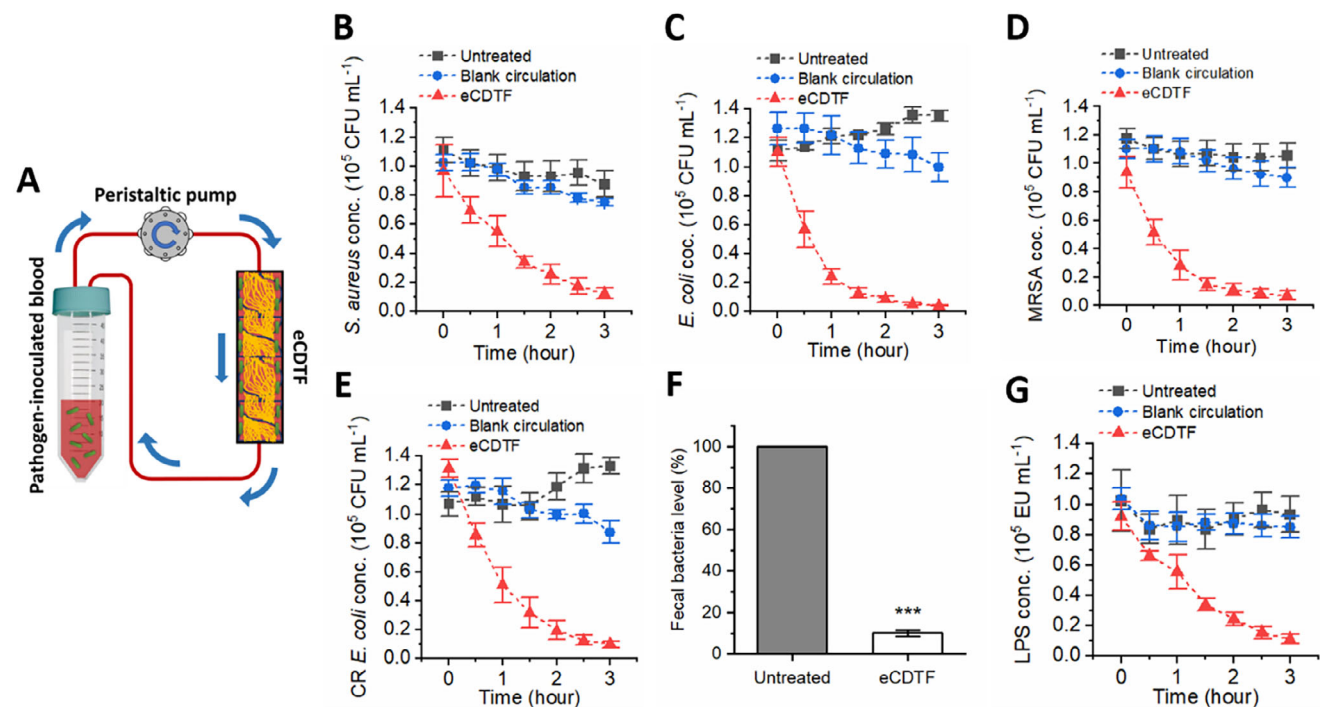 A
Peristaltic pump
Pathogen-inoculated blood
eCDTF
B
Untreated
Blank circulation
eCDTF
S. aureus conc. (10⁵ CFU mL⁻¹)
1.4
1.2
1.0
0.8
0.6
0.4
0.2
0.0
0 1 2 3
Time (hour)
C
Untreated
Blank circulation
eCDTF
E. coli coc. (10⁵ CFU mL⁻¹)
1.4
1.2
1.0
0.8
0.6
0.4
0.2
0.0
0 1 2 3
Time (hour)
D
Untreated
Blank circulation
eCDTF
MRSA coc. (10⁵ CFU mL⁻¹)
1.4
1.2
1.0
0.8
0.6
0.4
0.2
0.0
0 1 2 3
Time (hour)
E
Untreated
Blank circulation
eCDTF
CR E. coli conc. (10⁵ CFU mL⁻¹)
1.4
1.2
1.0
0.8
0.6
0.4
0.2
0.0
0 1 2 3
Time (hour)
F
Fecal bacteria level (%)
100
80
60
40
20
0
***
Untreated eCDTF
G
Untreated
Blank circulation
eCDTF
LPS conc. (10⁵ EU mL⁻¹)
1.4
1.2
1.0
0.8
0.6
0.4
0.2
0.0
0 1 2 3
Time (hour)